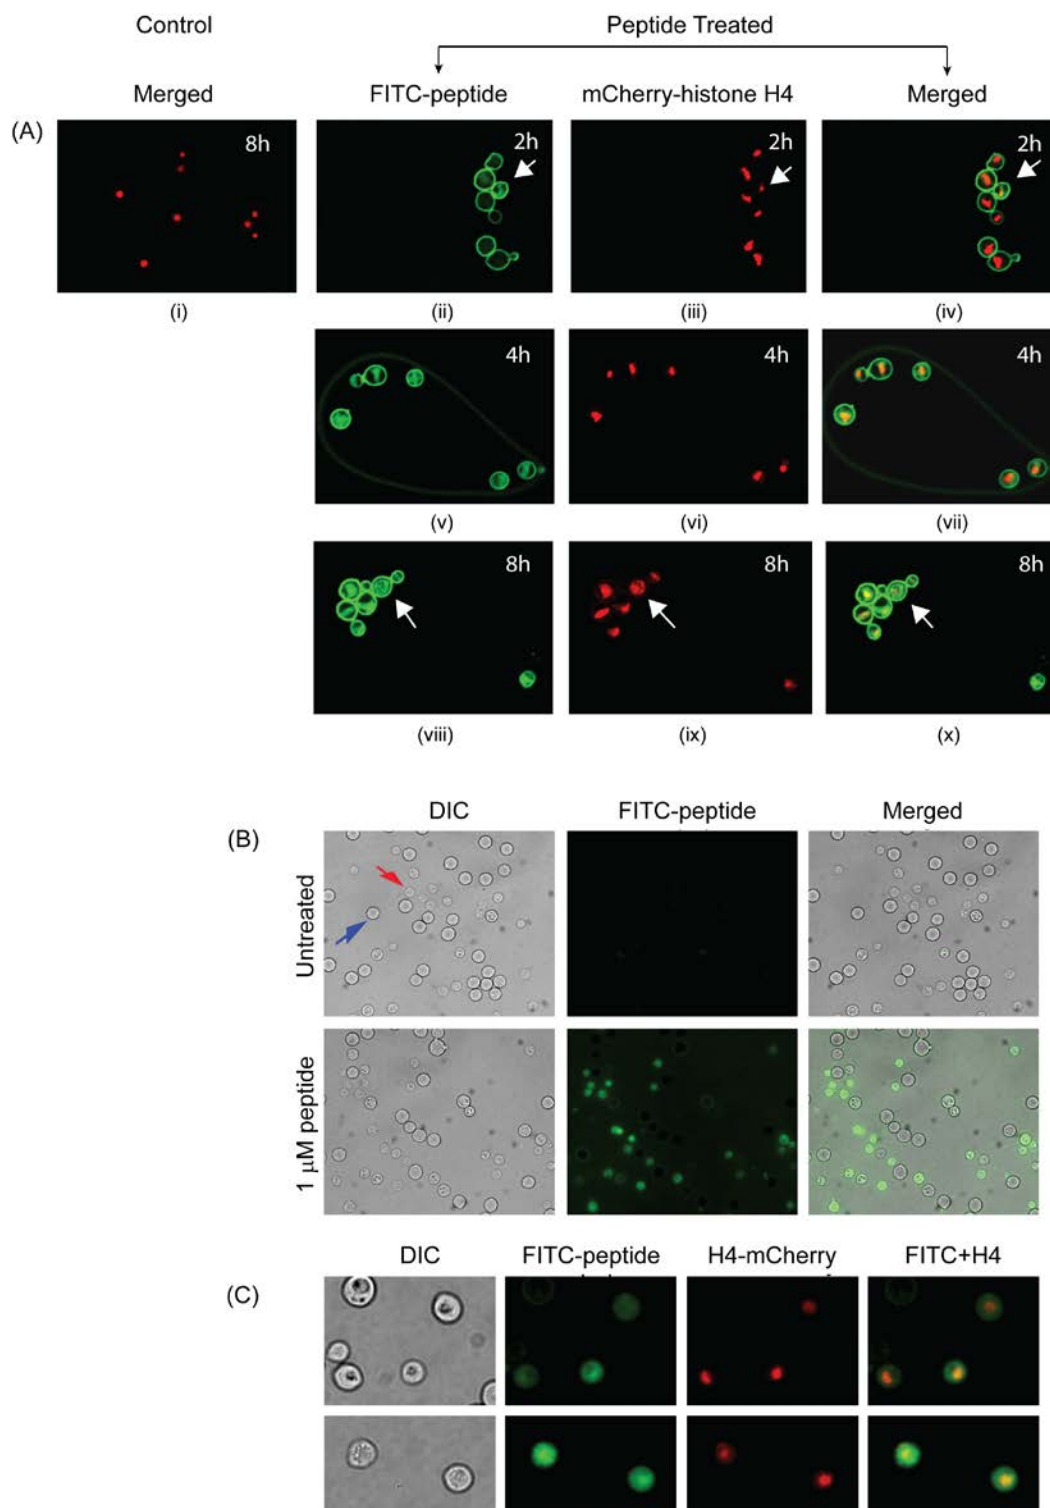 Control
Peptide Treated
Merged
FITC-peptide
mCherry-histone H4
Merged
(A)
8h
2h
2h
2h
(i)
(ii)
(iii)
(iv)
4h
4h
4h
(v)
(vi)
(vii)
8h
8h
8h
(viii)
(ix)
(x)
DIC
FITC-peptide
Merged
(B)
Untreated
1 μM peptide
DIC
FITC-peptide
H4-mCherry
FITC+H4
(C)